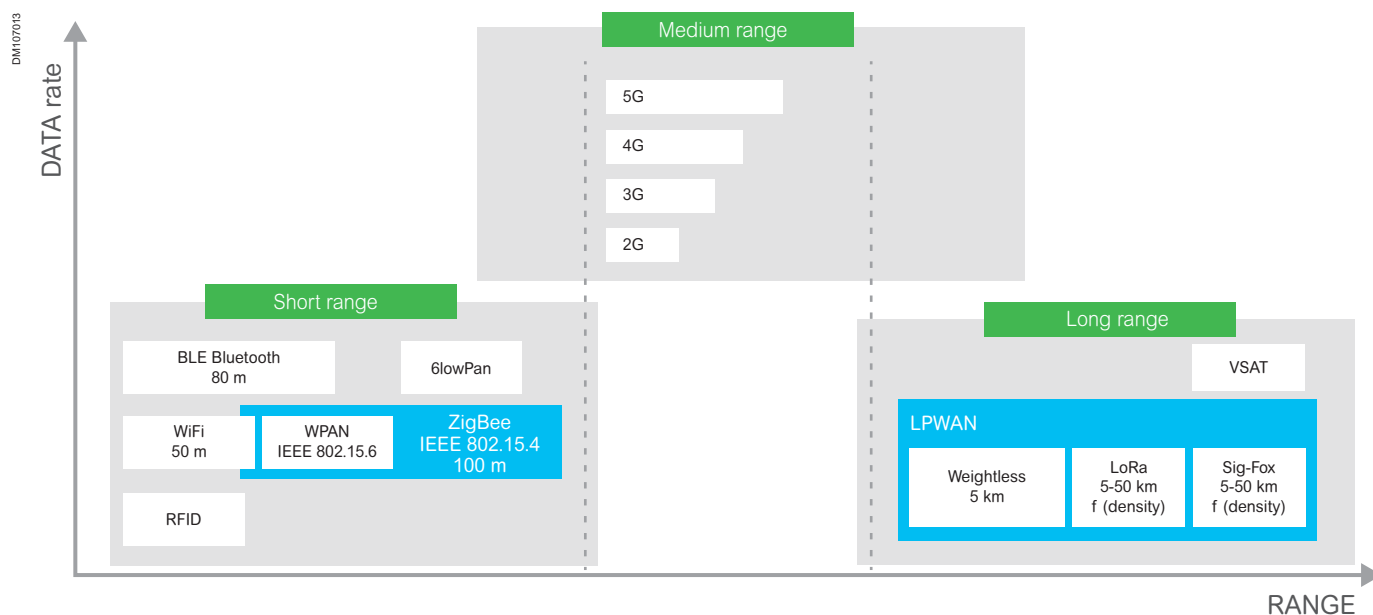 DM107013
DATA rate
Medium range
5G
4G
3G
2G
Short range
BLE Bluetooth
80 m
6lowPan
WiFi
50 m
WPAN
IEEE 802.15.6
ZigBee
IEEE 802.15.4
100 m
RFID
Long range
VSAT
LPWAN
Weightless
5 km
LoRa
5-50 km
f (density)
Sig-Fox
5-50 km
f (density)
RANGE